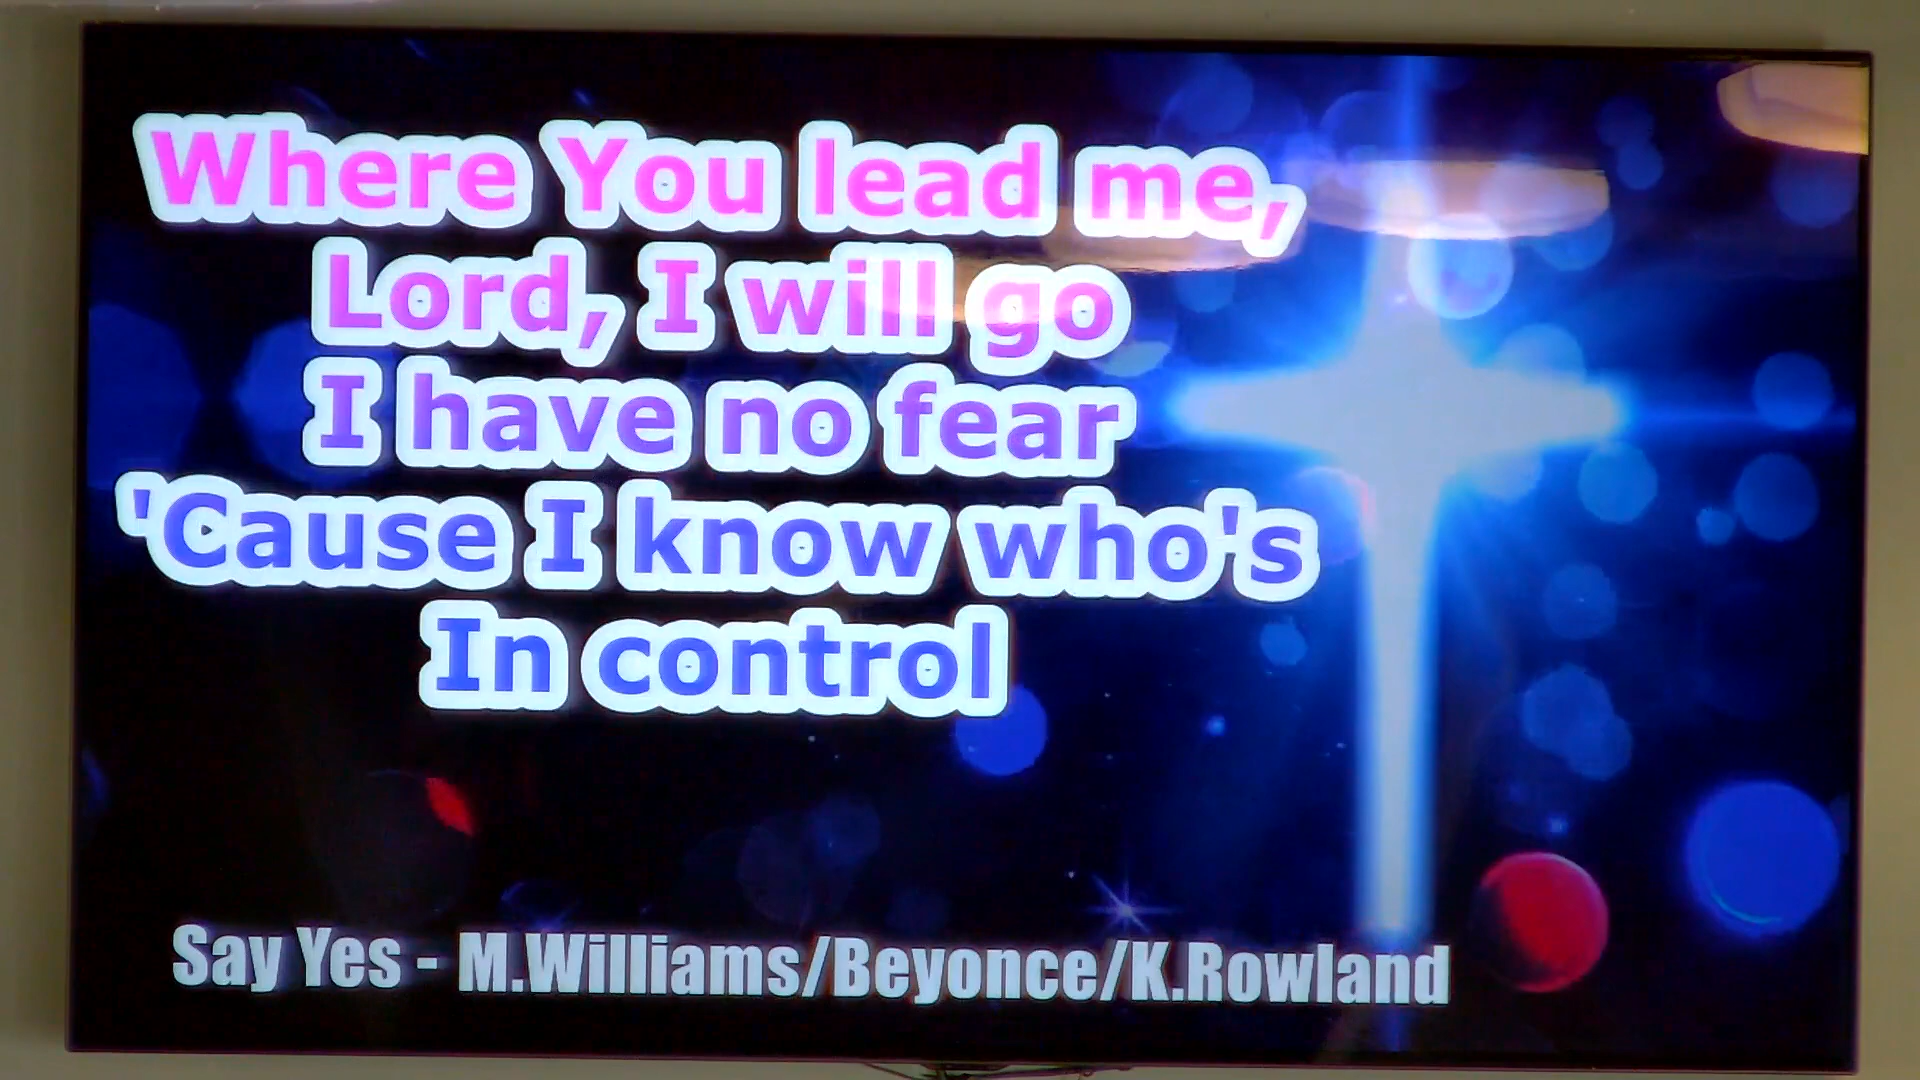 Where You lead me,
Lord, I will go
I have no fear
'Cause I know who's
In control
Say Yes - M.Williams/Beyonce/K.Rowland